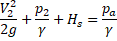 V₂²/2g + p₂/γ + Hₛ = pₐ/γ